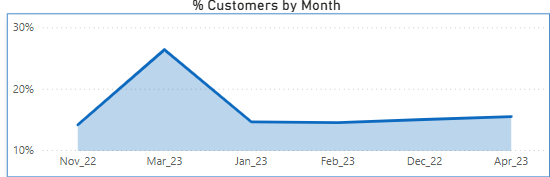 % Customers by Month
30%
20%
10%
Nov_22 Mar_23 Jan_23 Feb_23 Dec_22 Apr_23